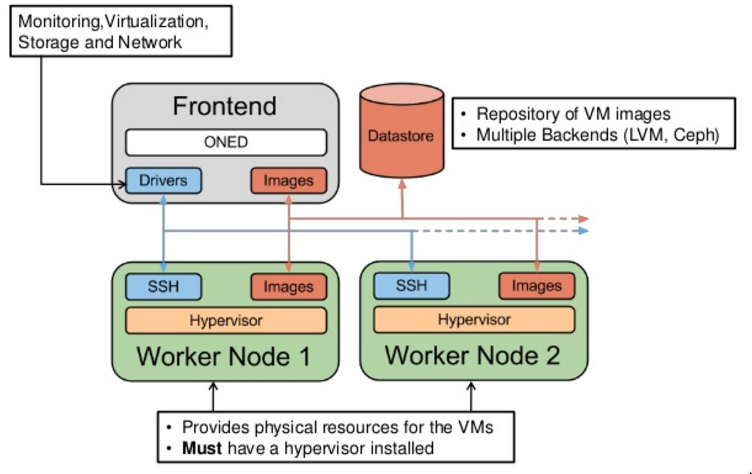 Monitoring,Virtualization,
Storage and Network
Frontend
ONED
Drivers
Images
Datastore
• Repository of VM images
• Multiple Backends (LVM, Ceph)
SSH
Images
Hypervisor
Worker Node 1
SSH
Images
Hypervisor
Worker Node 2
• Provides physical resources for the VMs
• Must have a hypervisor installed